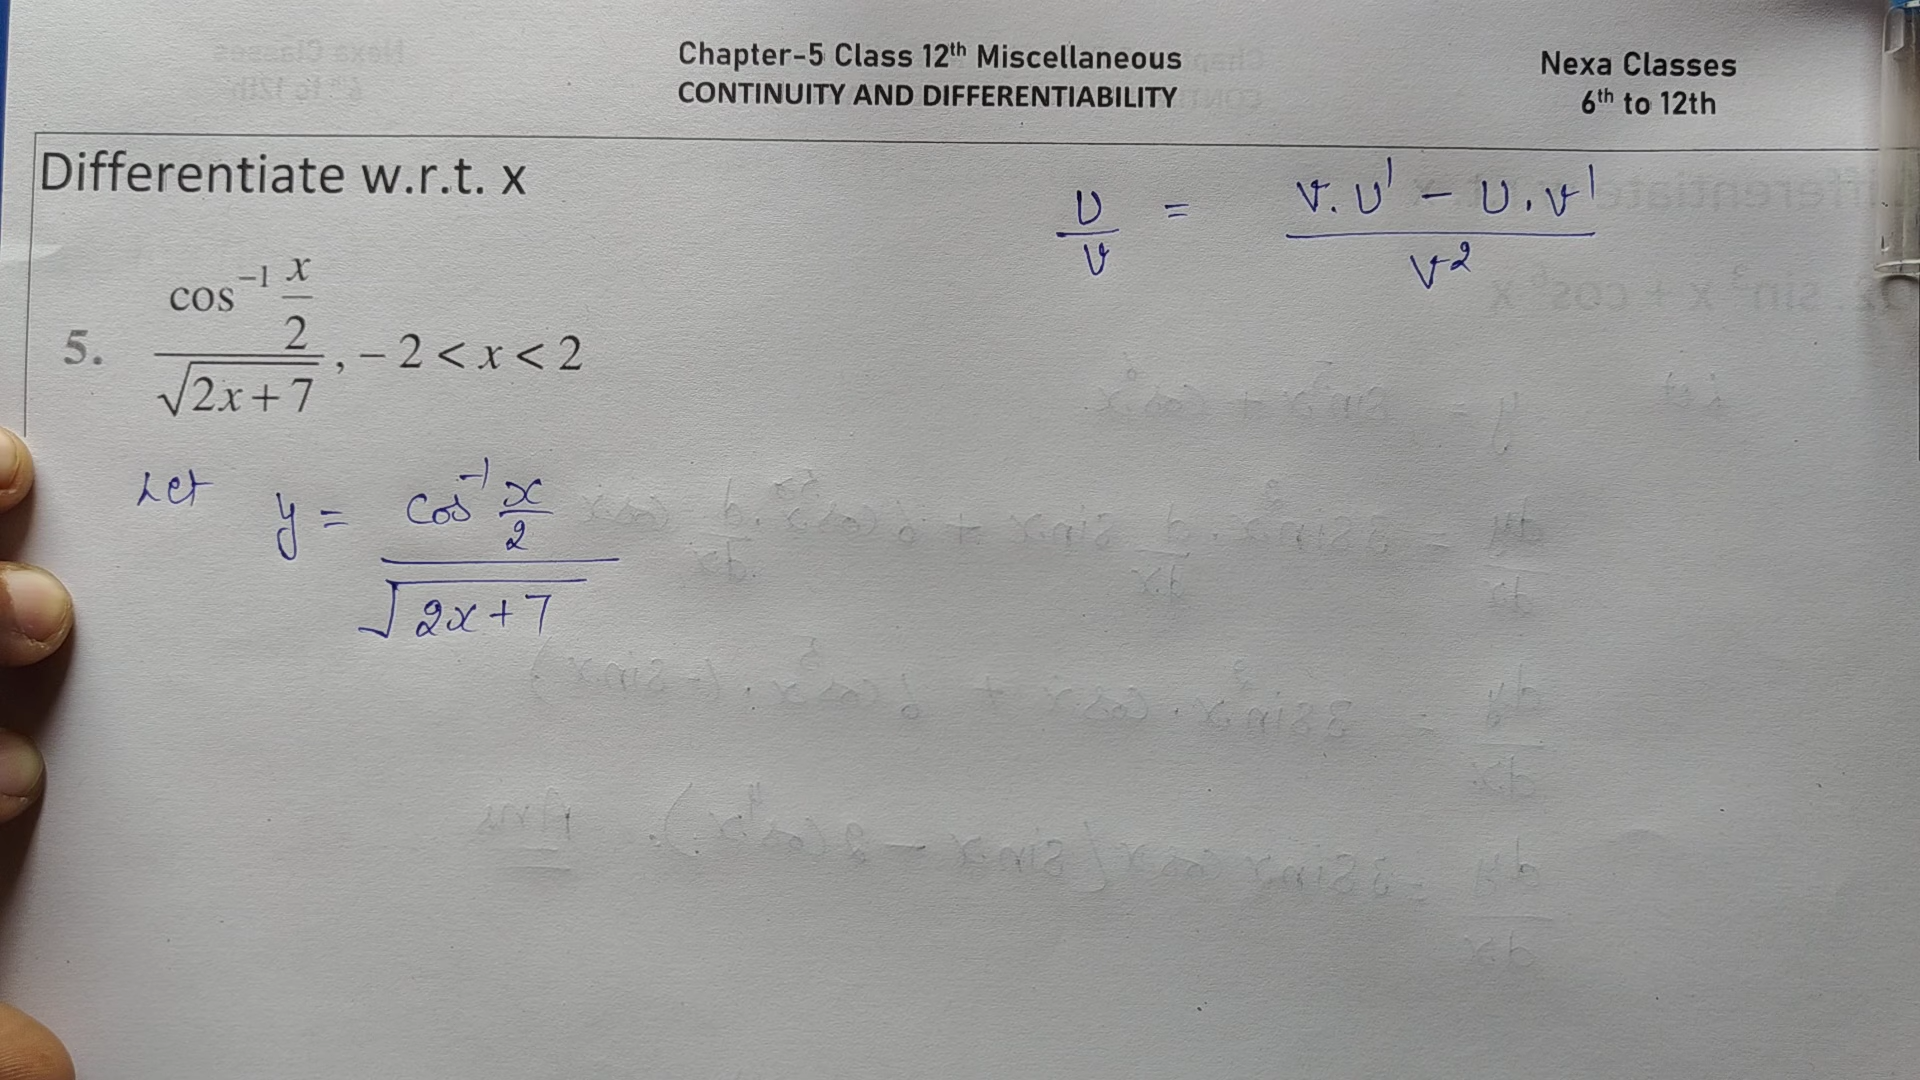 Chapter-5 Class 12th Miscellaneous
CONTINUITY AND DIFFERENTIABILITY
Nexa Classes
6th to 12th
Differentiate w.r.t. x
U/V = V.U' - U.V' / V²
5. cos⁻¹ x/2 / √2x+7 , −2 < x < 2
Let y = cos⁻¹ x/2 / √2x+7